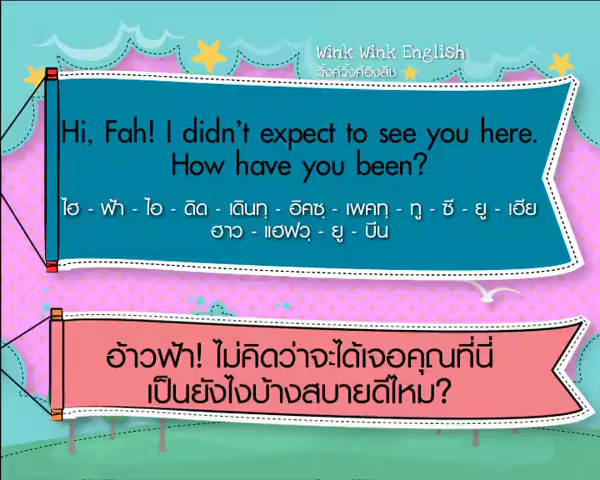 Wink Wink English
วิ้งค์วิ้งค์อิงลิช
Hi, Fah! I didn't expect to see you here.
How have you been?
ไฮ - ฟ้า - ไอ - ดิด - เดินทฺ - อิคซฺ - เพคทฺ - ทู - ซี - ยู - เฮีย
ฮาว - แฮฟวฺ - ยู - บีน
อ้าวฟ้า! ไม่คิดว่าจะได้เจอคุณที่นี่
เป็นยังไงบ้างสบายดีไหม?